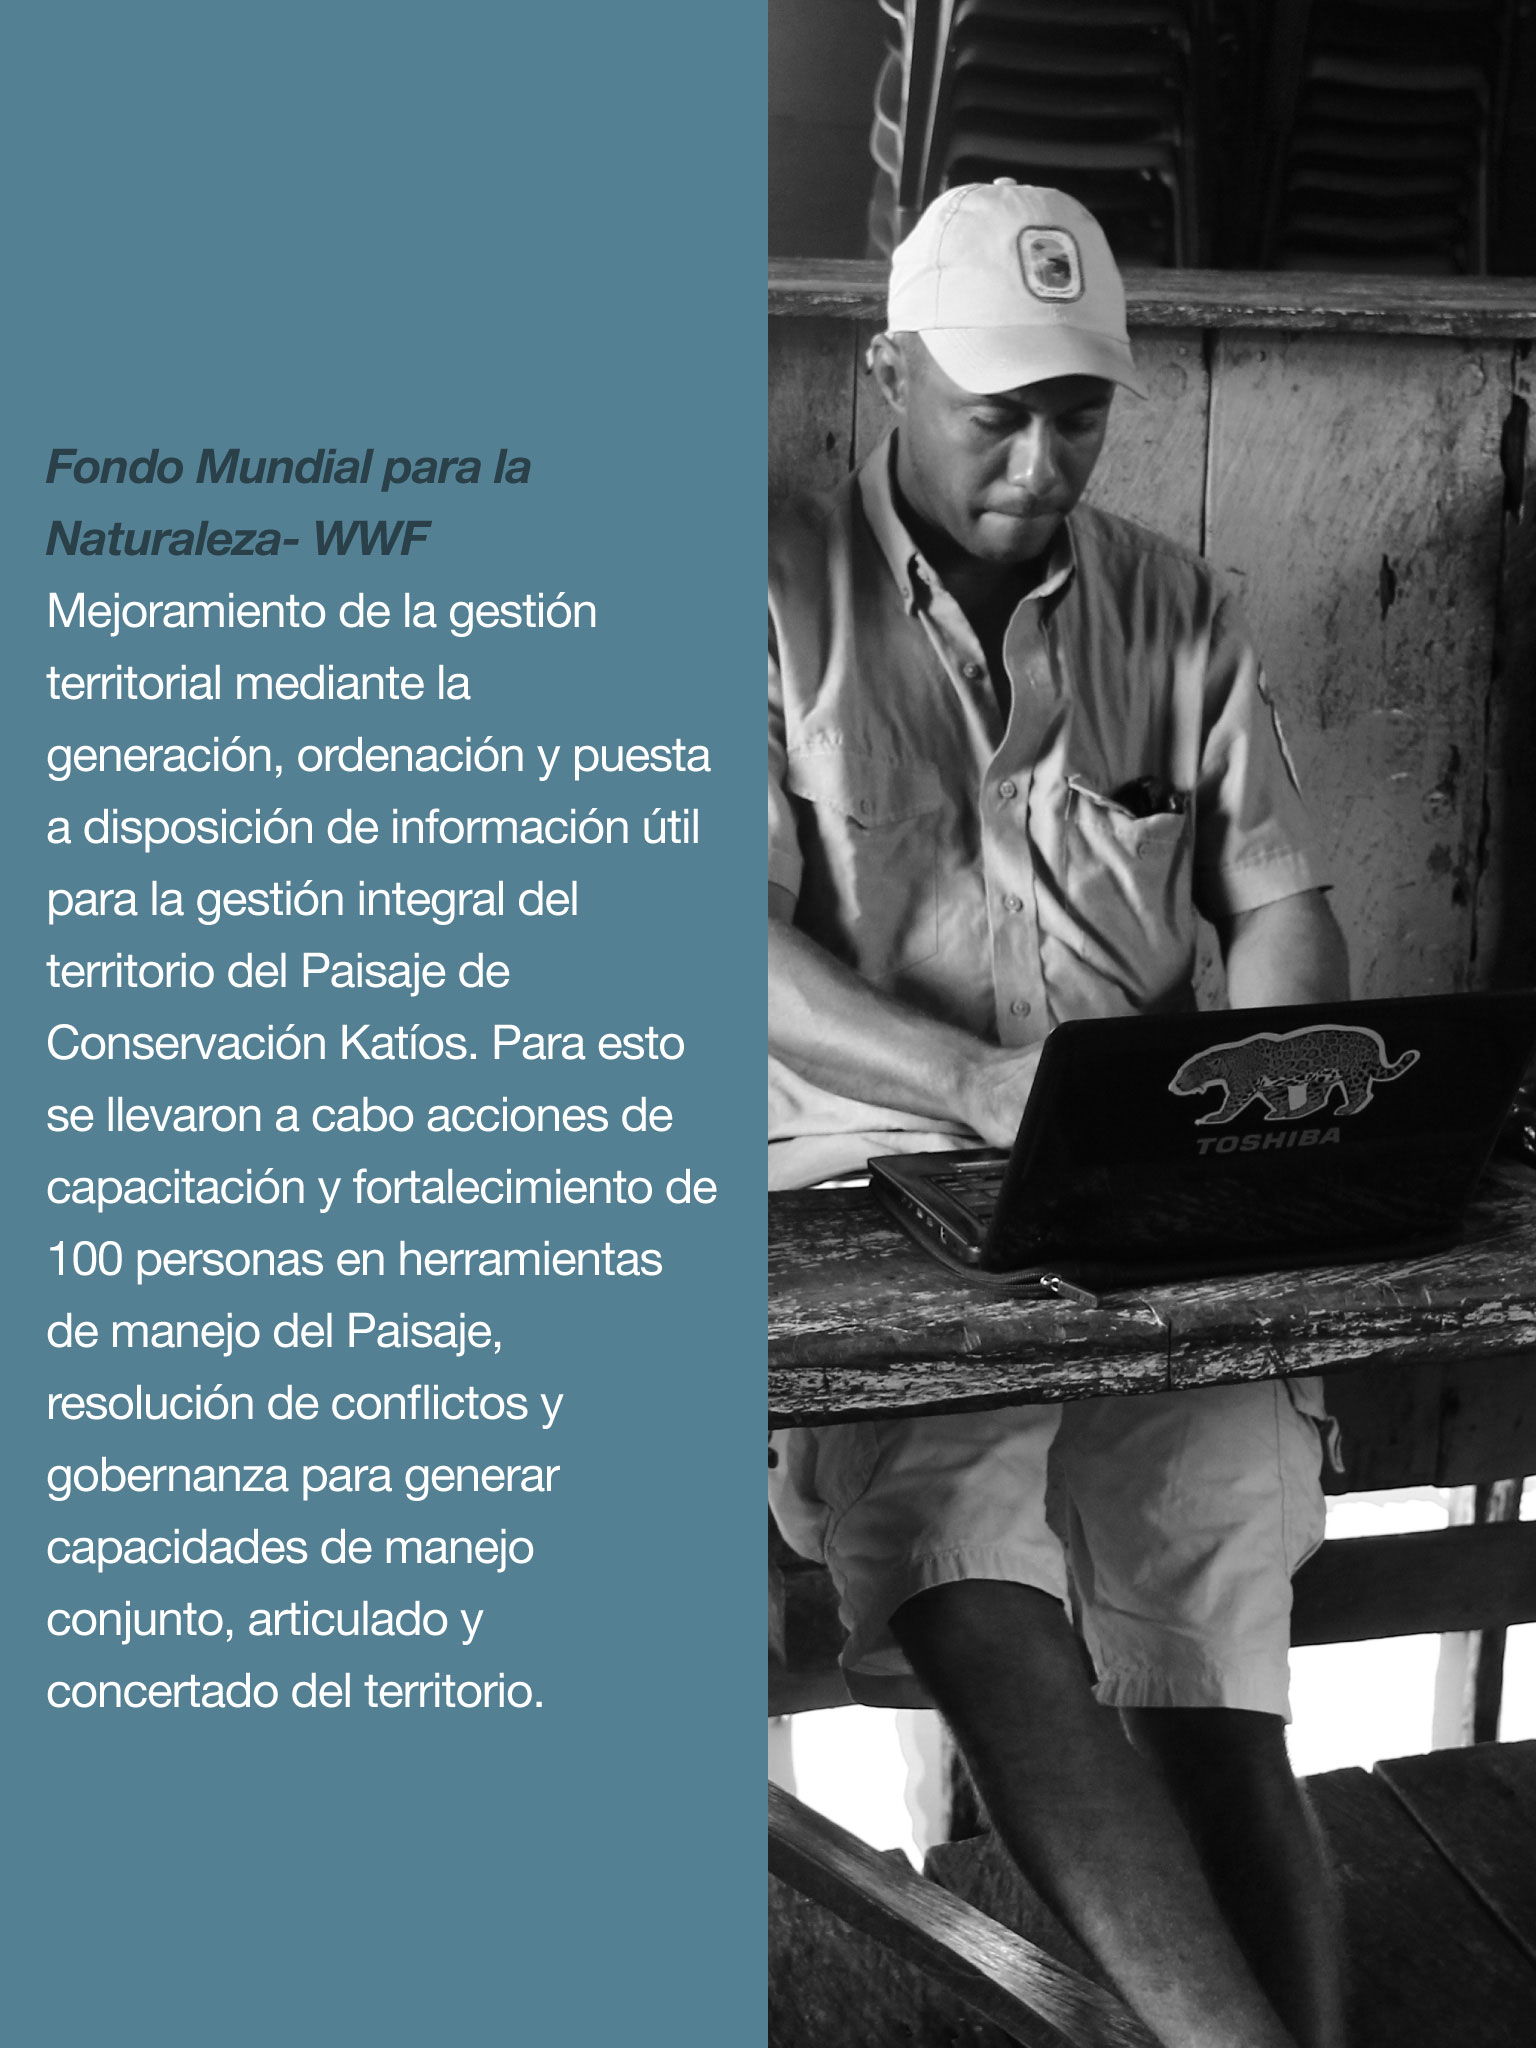 Fondo Mundial para la
Naturaleza- WWF
Mejoramiento de la gestión
territorial mediante la
generación, ordenación y puesta
a disposición de información útil
para la gestión integral del
territorio del Paisaje de
Conservación Katíos. Para esto
se llevaron a cabo acciones de
capacitación y fortalecimiento de
100 personas en herramientas
de manejo del Paisaje,
resolución de conflictos y
gobernanza para generar
capacidades de manejo
conjunto, articulado y
concertado del territorio.
TOSHIBA